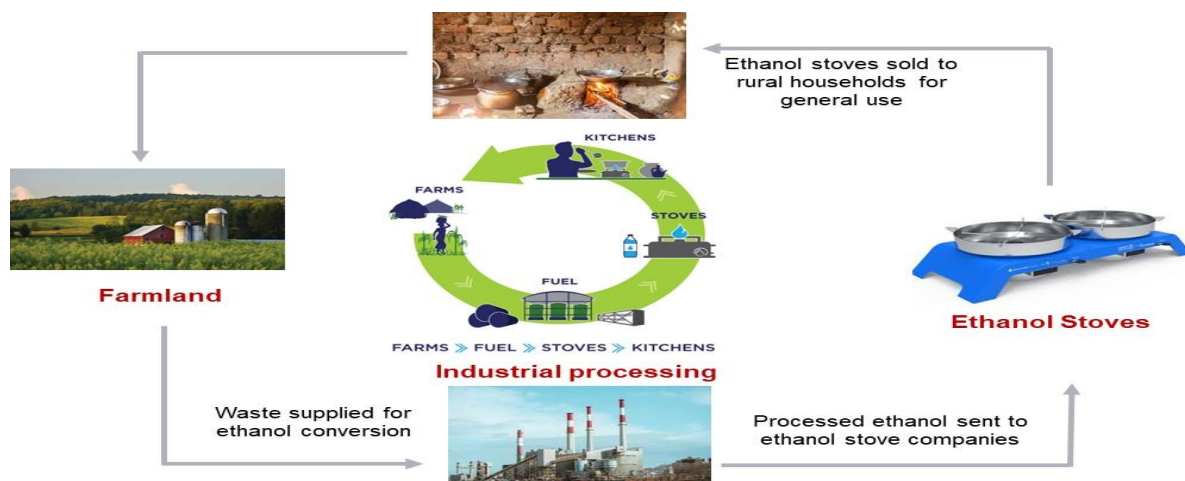 Ethanol stoves sold to
rural households for
general use
KITCHENS
FARMS
STOVES
FUEL
Farmland
Ethanol Stoves
FARMS >> FUEL >> STOVES >> KITCHENS
Industrial processing
Waste supplied for
ethanol conversion
Processed ethanol sent to
ethanol stove companies